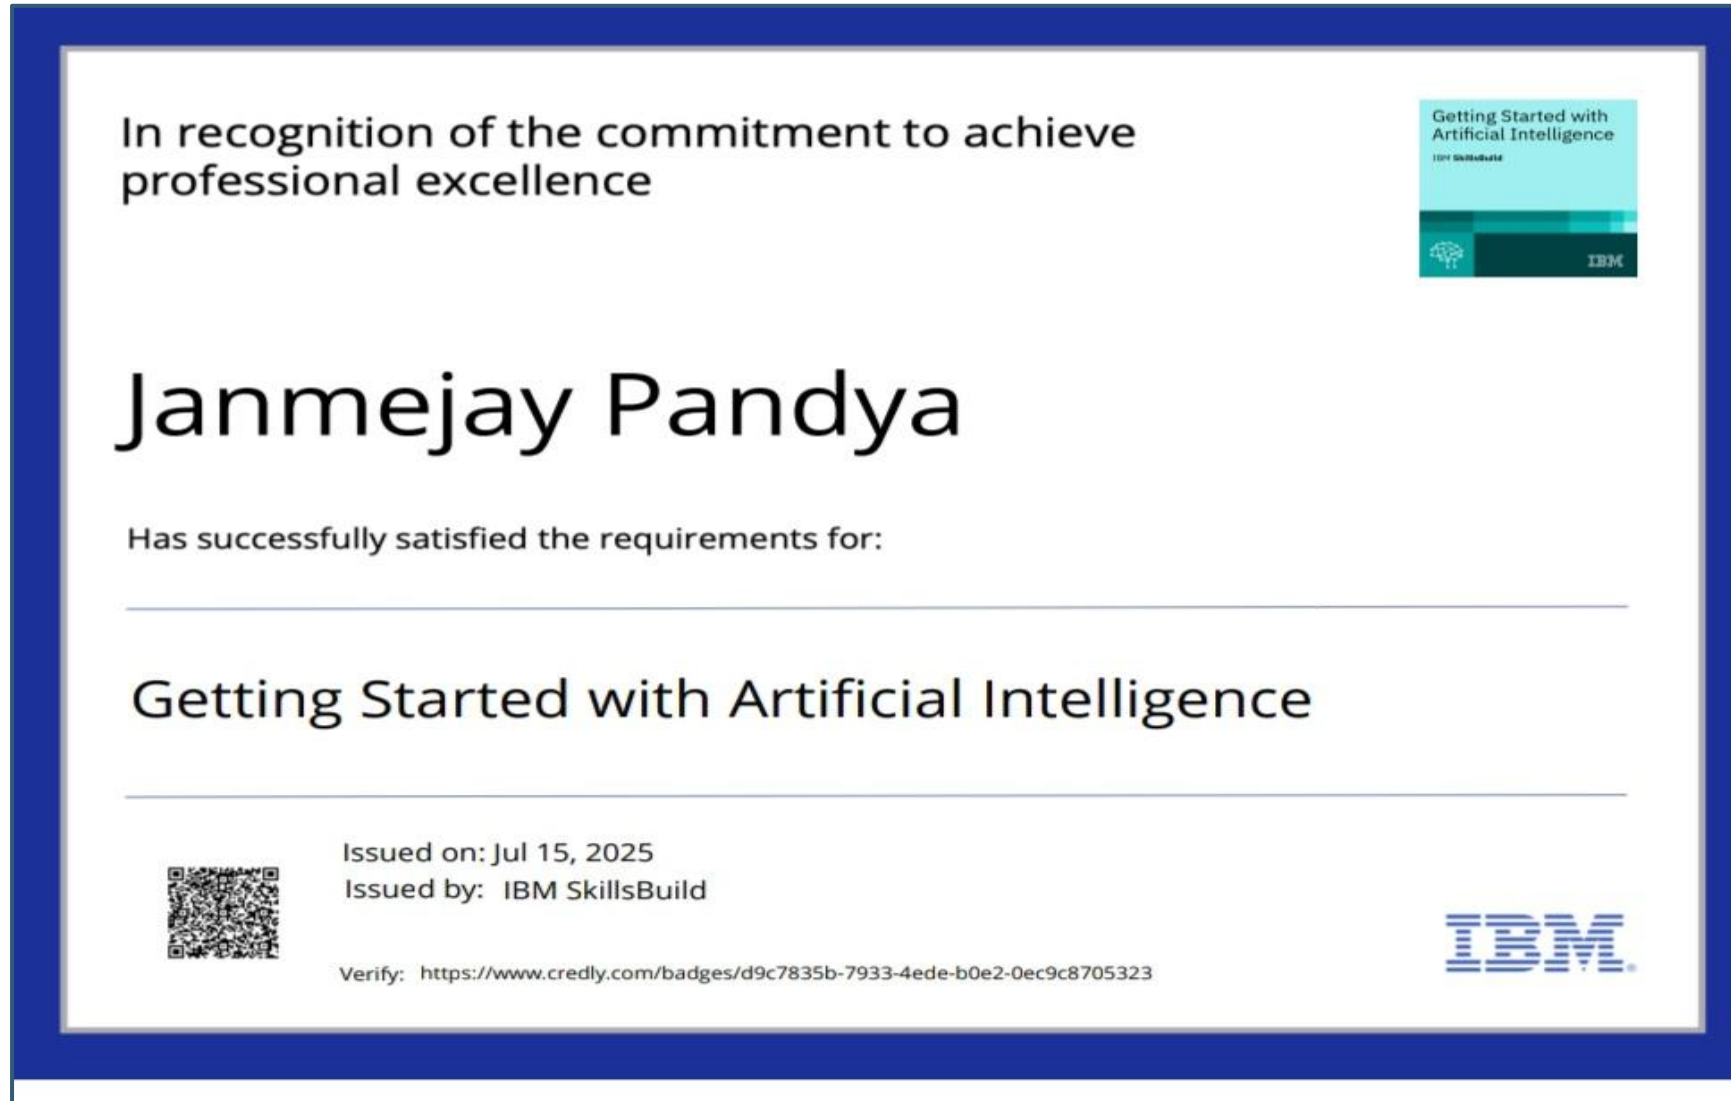 In recognition of the commitment to achieve
professional excellence
Getting Started with
Artificial Intelligence
IBM SkillsBuild
IBM
Janmejay Pandya
Has successfully satisfied the requirements for:
Getting Started with Artificial Intelligence
Issued on: Jul 15, 2025
Issued by: IBM SkillsBuild
Verify: https://www.credly.com/badges/d9c7835b-7933-4ede-b0e2-0ec9c8705323
IBM®